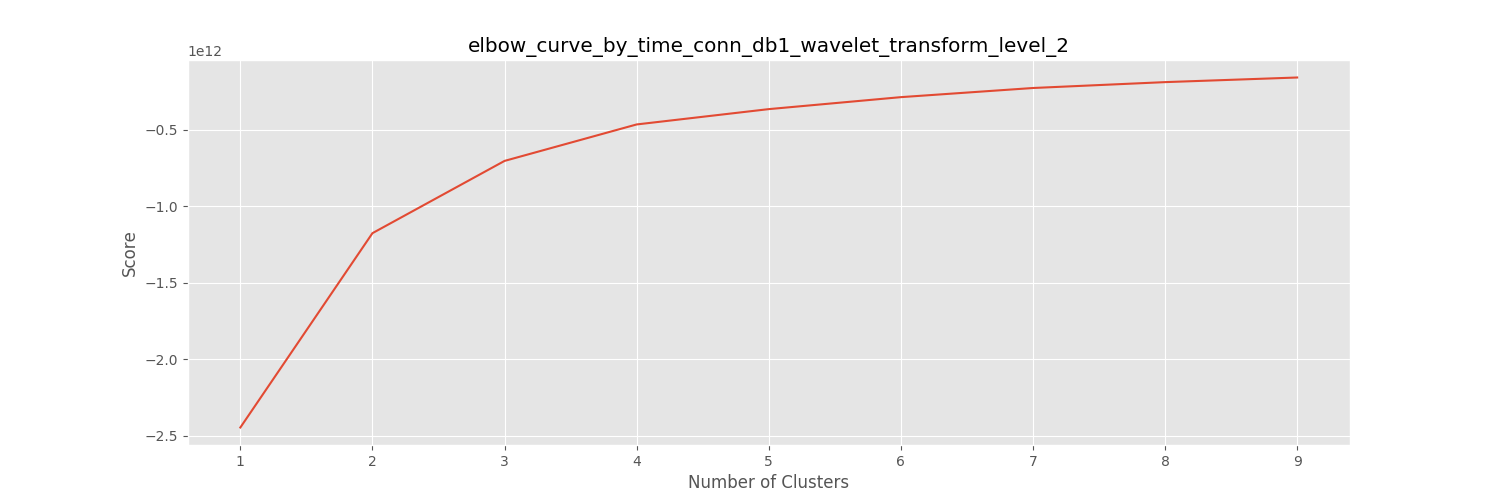 elbow_curve_by_time_conn_db1_wavelet_transform_level_2
1e12
−0.5
−1.0
−1.5
−2.0
−2.5
Score
1 2 3 4 5 6 7 8 9
Number of Clusters